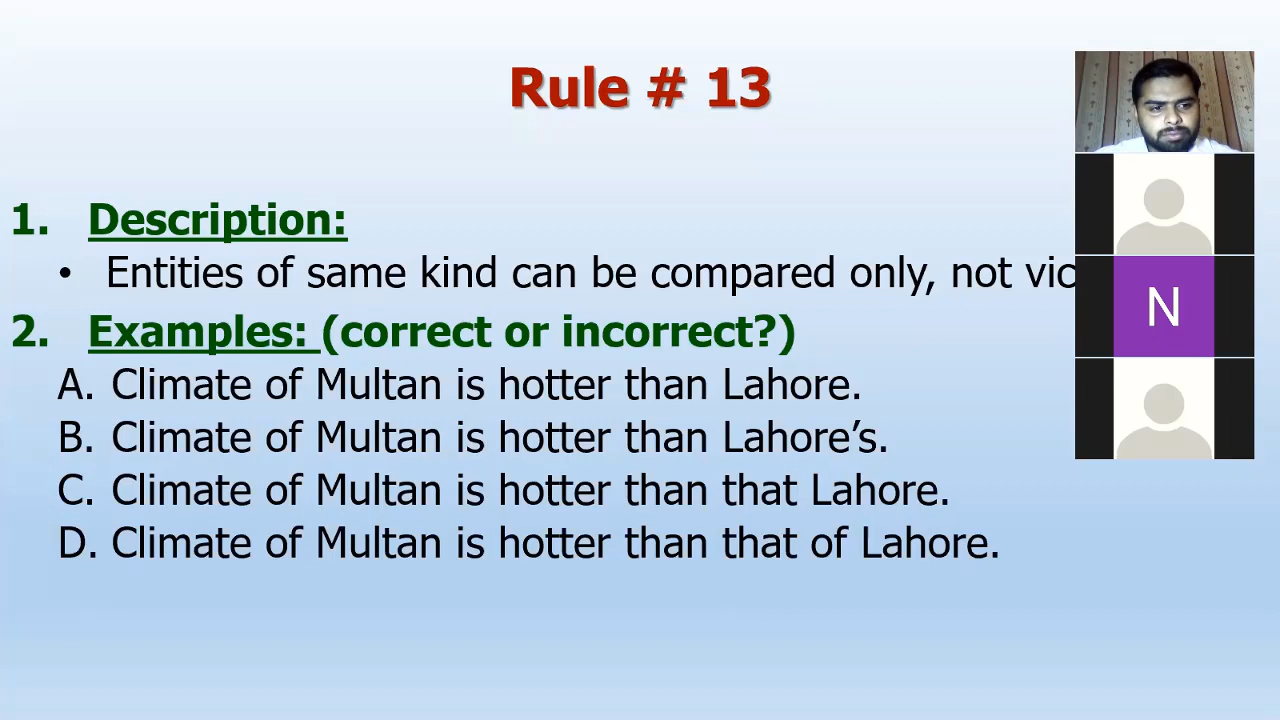 Rule # 13
1. Description:
• Entities of same kind can be compared only, not
2. Examples: (correct or incorrect?)
A. Climate of Multan is hotter than Lahore.
B. Climate of Multan is hotter than Lahore’s.
C. Climate of Multan is hotter than that Lahore.
D. Climate of Multan is hotter than that of Lahore.
N